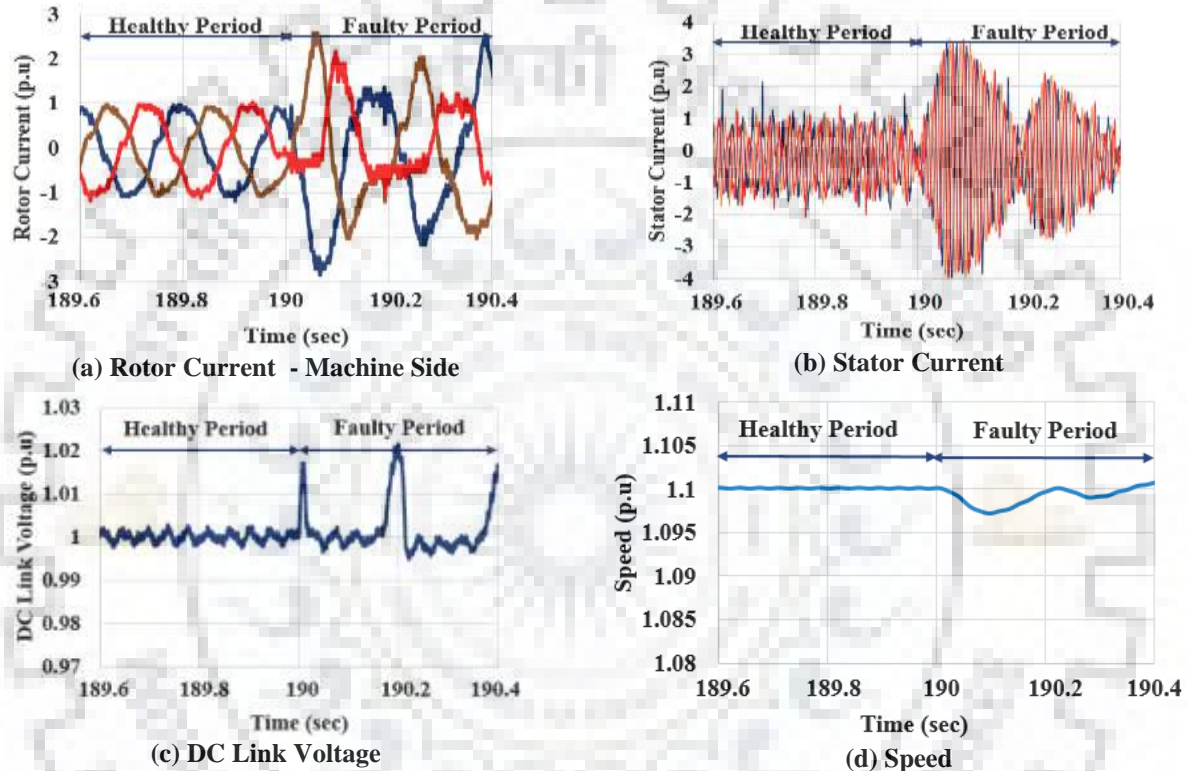 Healthy Period Faulty Period
Rotor Current (p.u)
3
2
1
0
-1
-2
3
189.6 189.8 190 190.2 190.4
Time (sec)
(a) Rotor Current - Machine Side
Healthy Period Faulty Period
Stator Current (p.u)
4
3
2
1
0
-1
-2
-3
-4
189.6 189.8 190 190.2 190.4
Time (sec)
(b) Stator Current
Healthy Period Faulty Period
DC Link Voltage (p.u)
1.03
1.02
1.01
1
0.99
0.98
0.97
189.6 189.8 190 190.2 190.4
Time (sec)
(c) DC Link Voltage
Healthy Period Faulty Period
Speed (p.u)
1.11
1.105
1.1
1.095
1.09
1.085
1.08
189.6 189.8 190 190.2 190.4
Time (sec)
(d) Speed